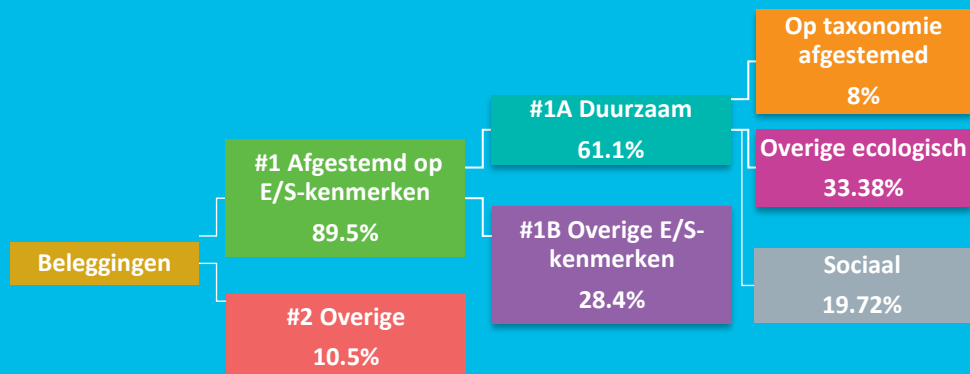 Beleggingen
#1 Afgestemd op
E/S-kenmerken
89.5%
#2 Overige
10.5%
#1A Duurzaam
61.1%
#1B Overige E/S-
kenmerken
28.4%
Op taxonomie
afgestemed
8%
Overige ecologisch
33.38%
Sociaal
19.72%